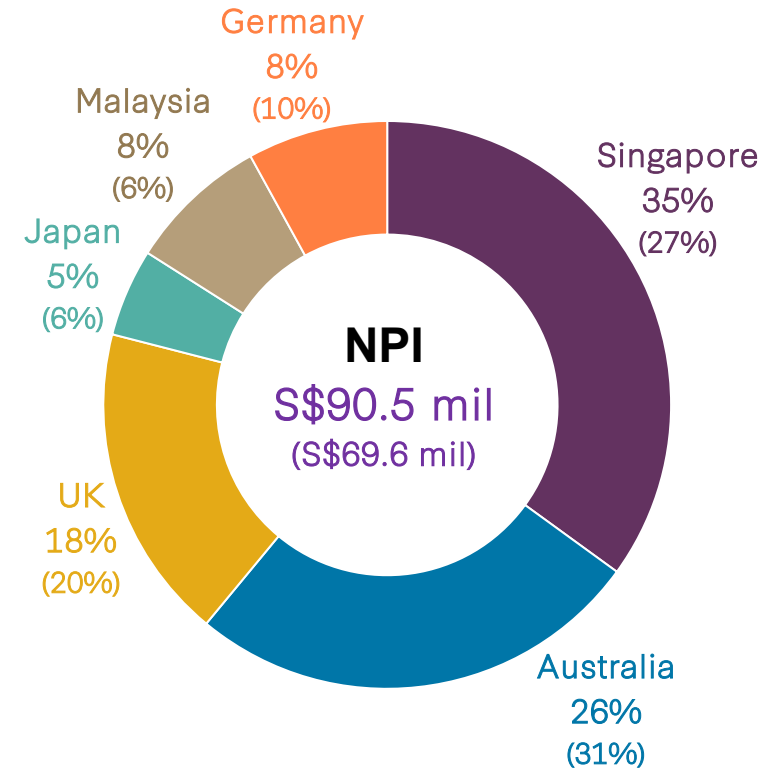 Germany
8%
(10%)
Malaysia
8%
(6%)
Singapore
35%
(27%)
Japan
5%
(6%)
NPI
S$90.5 mil
(S$69.6 mil)
UK
18%
(20%)
Australia
26%
(31%)